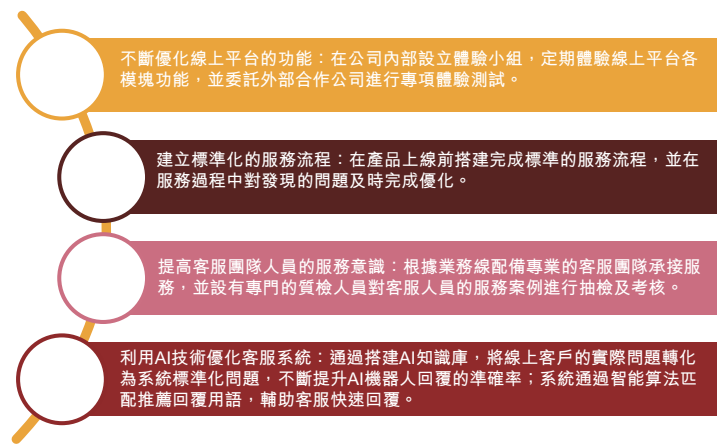 不斷優化線上平台的功能：在公司內部設立體驗小組，定期體驗線上平台各
模塊功能，並委託外部合作公司進行專項體驗測試。
建立標準化的服務流程：在產品上線前搭建完成標準的服務流程，並在
服務過程中對發現的問題及時完成優化。
提高客服團隊人員的服務意識：根據業務線配備專業的客服團隊承接服
務，並設有專門的質檢人員對客服人員的服務案例進行抽檢及考核。
利用AI技術優化客服系統：通過搭建AI知識庫，將線上客戶的實際問題轉化
為系統標準化問題，不斷提升AI機器人回覆的準確率；系統通過智能算法匹
配推薦回覆用語，輔助客服快速回覆。